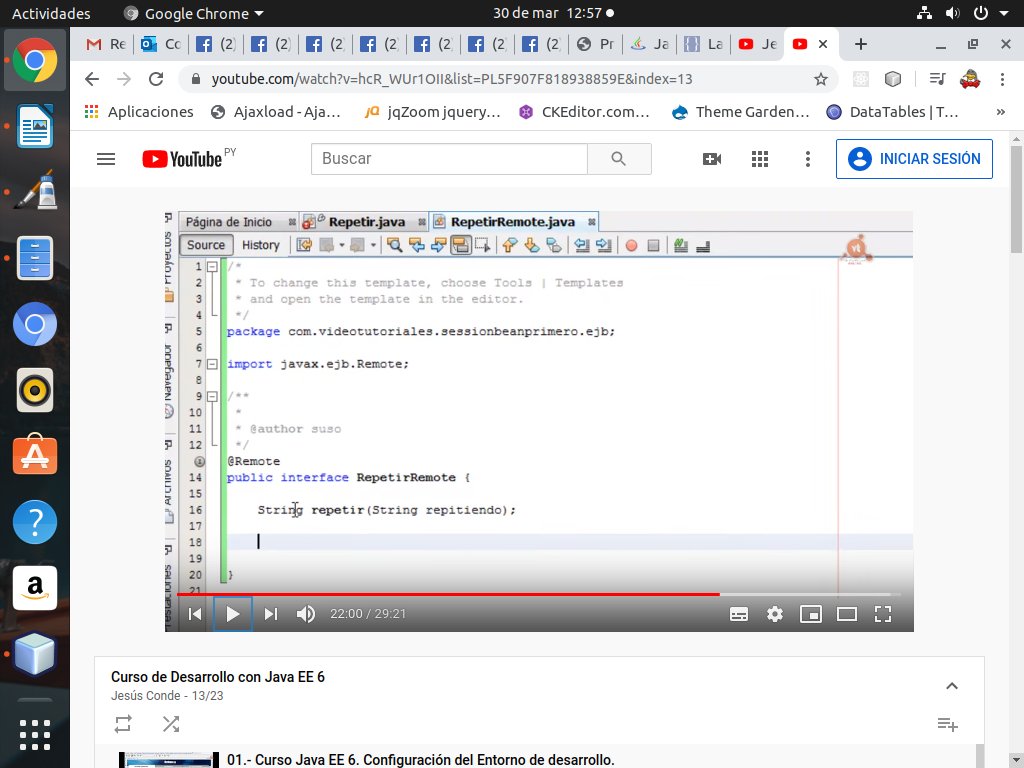 Actividades
Google Chrome
30 de mar 12:57
Re
Cc
(2)
(2)
(2)
(2)
(2)
(2)
(2)
Pr
Ja
La
Je
youtube.com/watch?v=hcR_WUr1OII&list=PL5F907F818938859E&index=13
Aplicaciones
Ajaxload - Aja...
jQ
jqZoom jquery...
CKEditor.com...
Theme Garden...
DataTables | T...
»
YouTube PY
Buscar
INICIAR SESIÓN
Página de Inicio
Repetir.java
RepetirRemote.java
Source
History
Proyectos
Navegador
Archivos
Prestaciones
vt
1 /*
2 * To change this template, choose Tools | Templates
3 * and open the template in the editor.
4 */
5 package com.videotutoriales.sessionbeanprimero.ejb;
6
7 import javax.ejb.Remote;
8
9 /**
10 *
11 * @author suso
12 */
@Remote
14 public interface RepetirRemote {
15
16 String repetir(String repitiendo);
17
18
19
20 }
21
22:00 / 29:21
Curso de Desarrollo con Java EE 6
Jesús Conde - 13/23
01.- Curso Java EE 6. Configuración del Entorno de desarrollo.